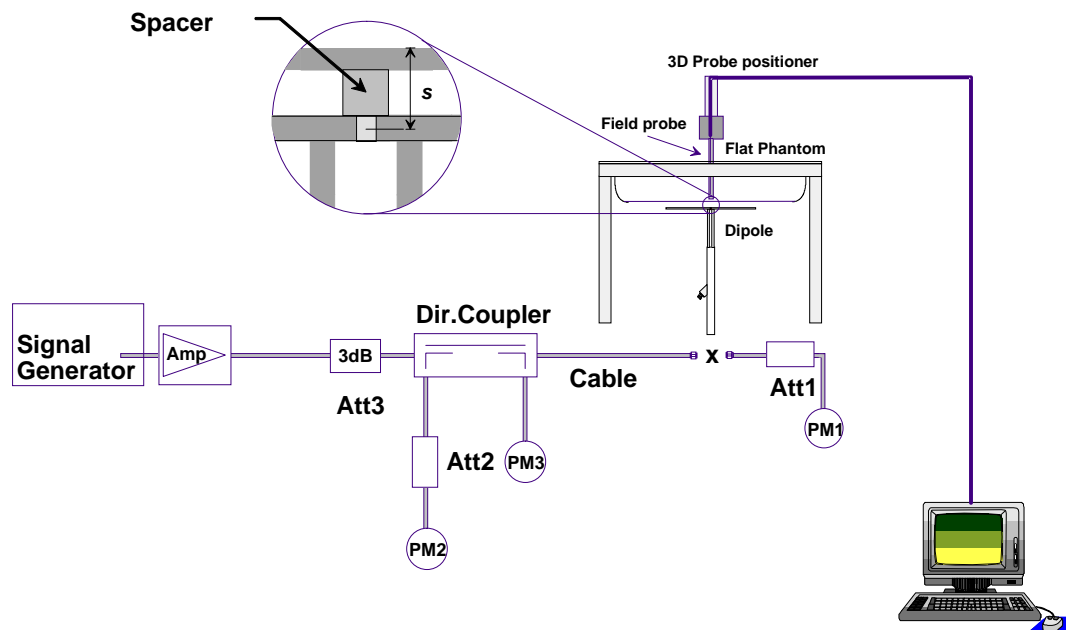 Spacer
s
3D Probe positioner
Field probe
Flat Phantom
Dipole
Signal
Generator
Amp
3dB
Att3
Dir.Coupler
Cable
x
Att1
PM1
Att2
PM3
PM2